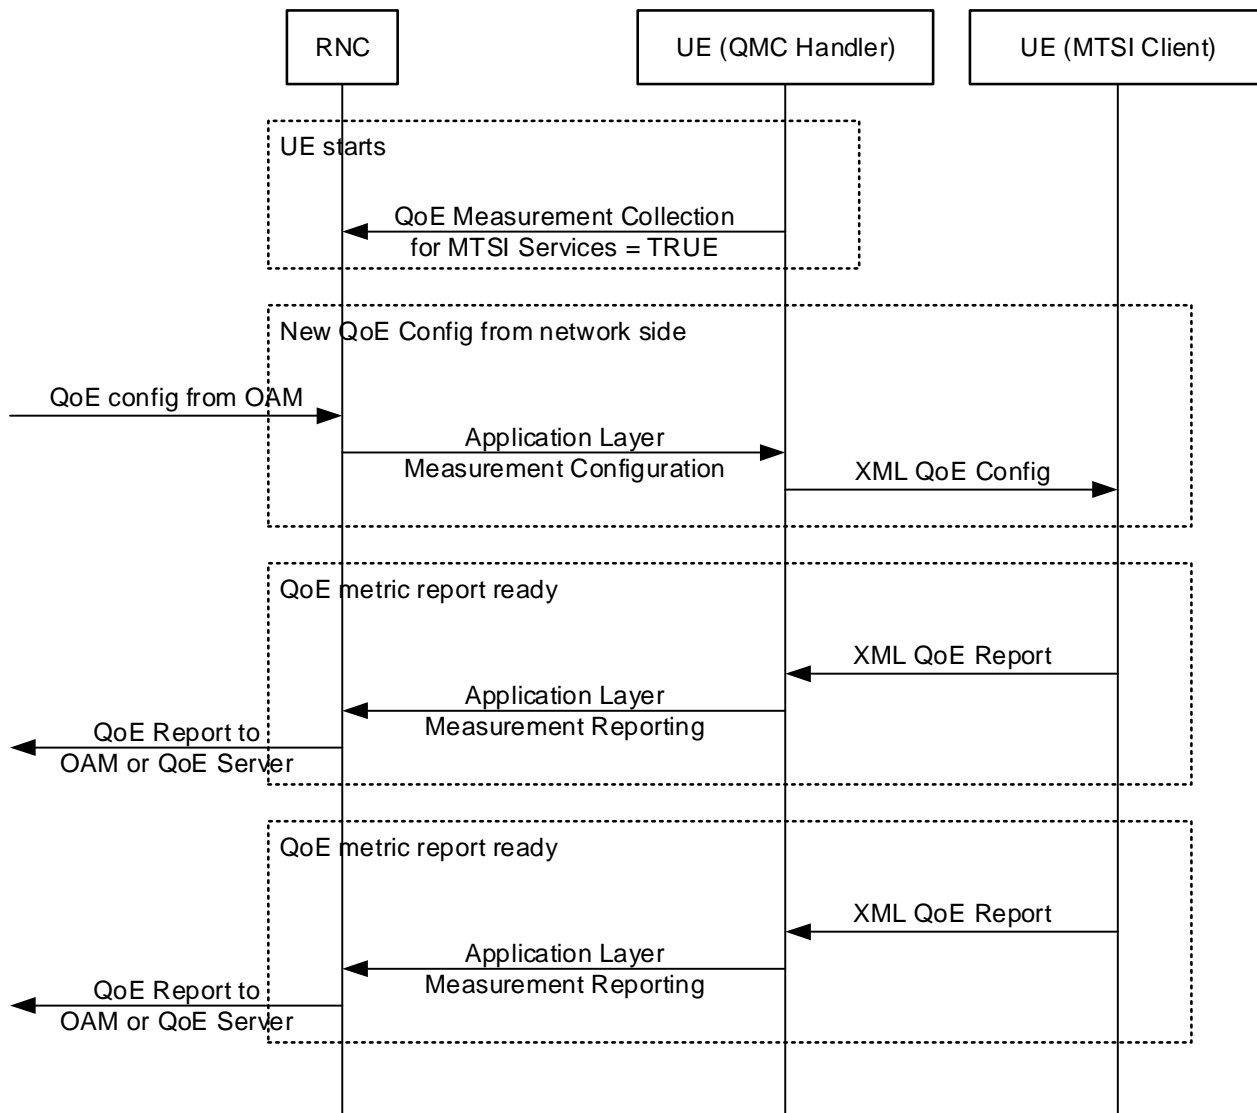 RNC
UE (QMC Handler)
UE (MTSI Client)
UE starts
QoE Measurement Collection
for MTSI Services = TRUE
New QoE Config from network side
QoE config from OAM
Application Layer
Measurement Configuration
XML QoE Config
QoE metric report ready
XML QoE Report
Application Layer
Measurement Reporting
QoE Report to
OAM or QoE Server
QoE metric report ready
XML QoE Report
Application Layer
Measurement Reporting
QoE Report to
OAM or QoE Server